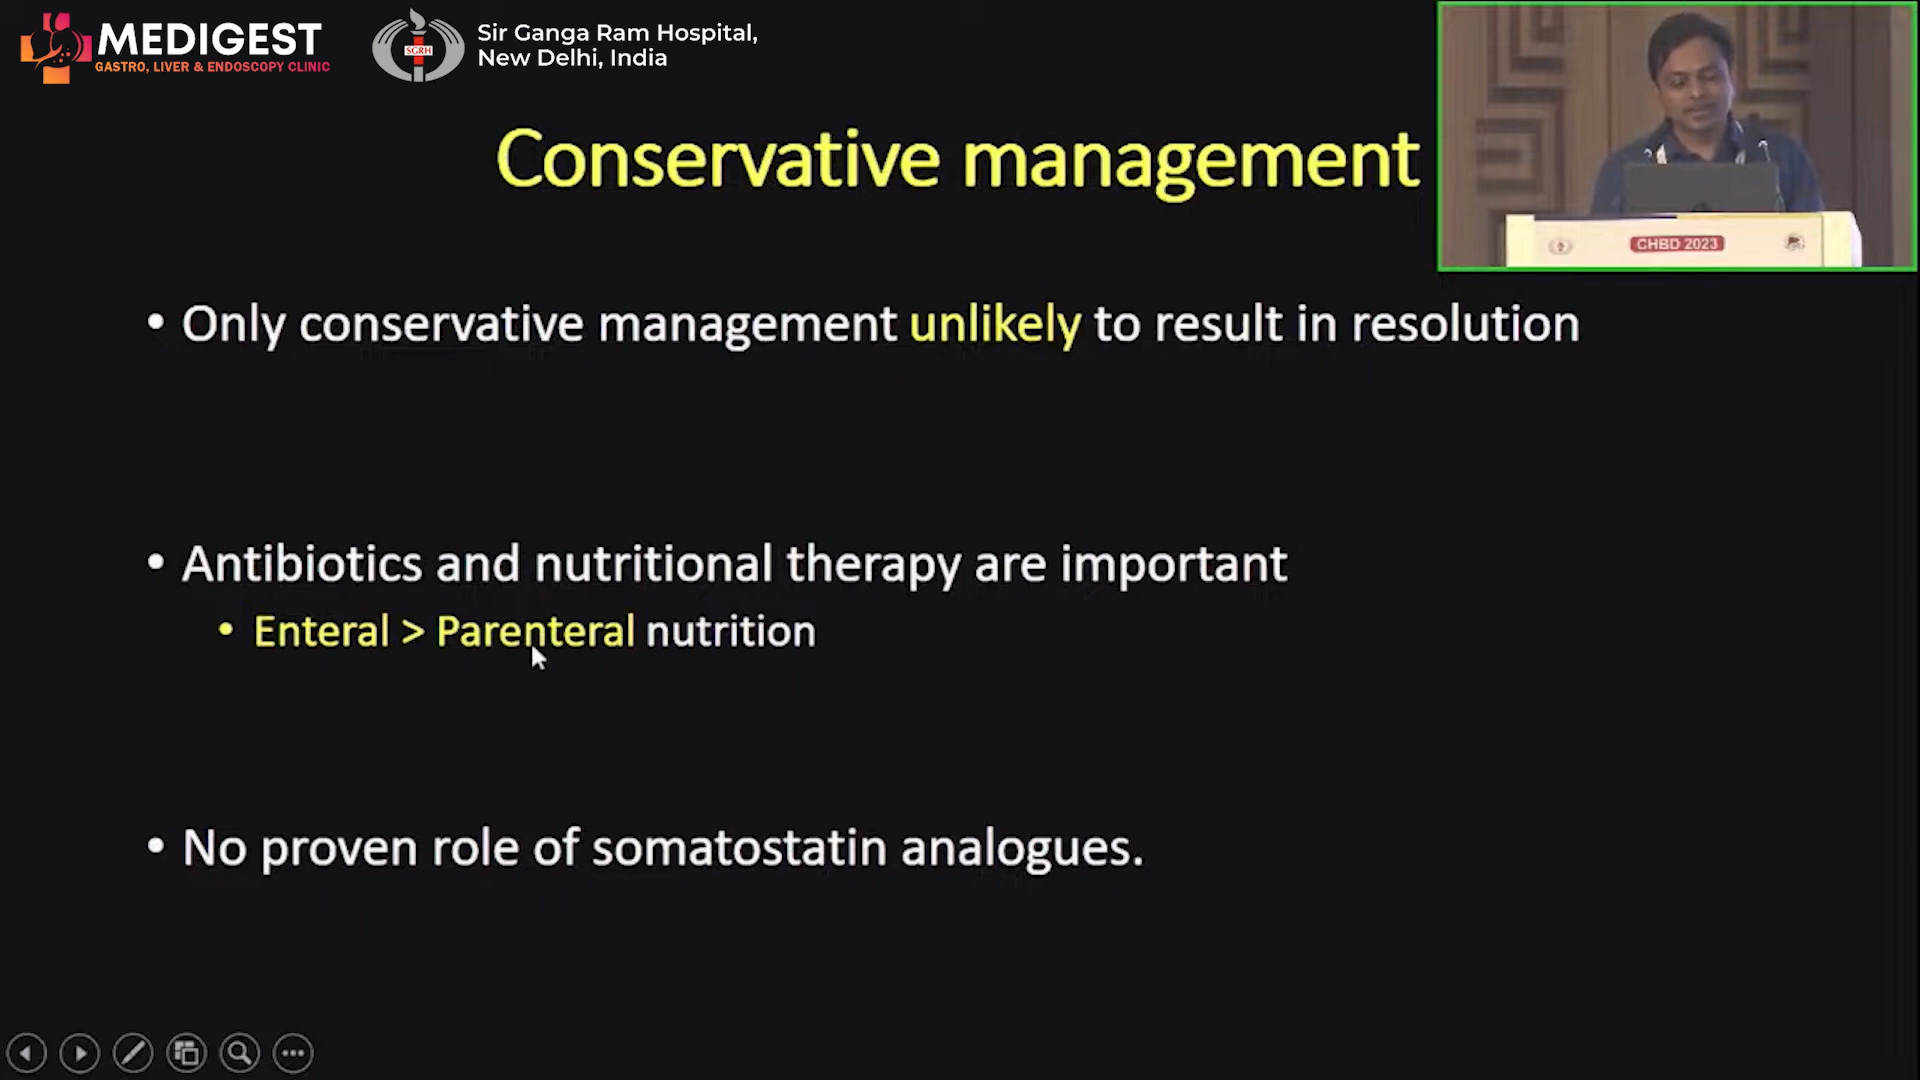 MEDIGEST
GASTRO, LIVER & ENDOSCOPY CLINIC
SGRH
Sir Ganga Ram Hospital,
New Delhi, India
Conservative management
CHBD 2023
• Only conservative management unlikely to result in resolution
• Antibiotics and nutritional therapy are important
• Enteral > Parenteral nutrition
• No proven role of somatostatin analogues.